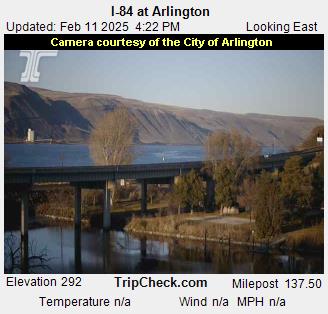 I-84 at Arlington
Updated: Feb 11 2025 4:22 PM Looking East
Camera courtesy of the City of Arlington
Elevation 292 TripCheck.com Milepost 137.50
Temperature n/a Wind n/a MPH n/a